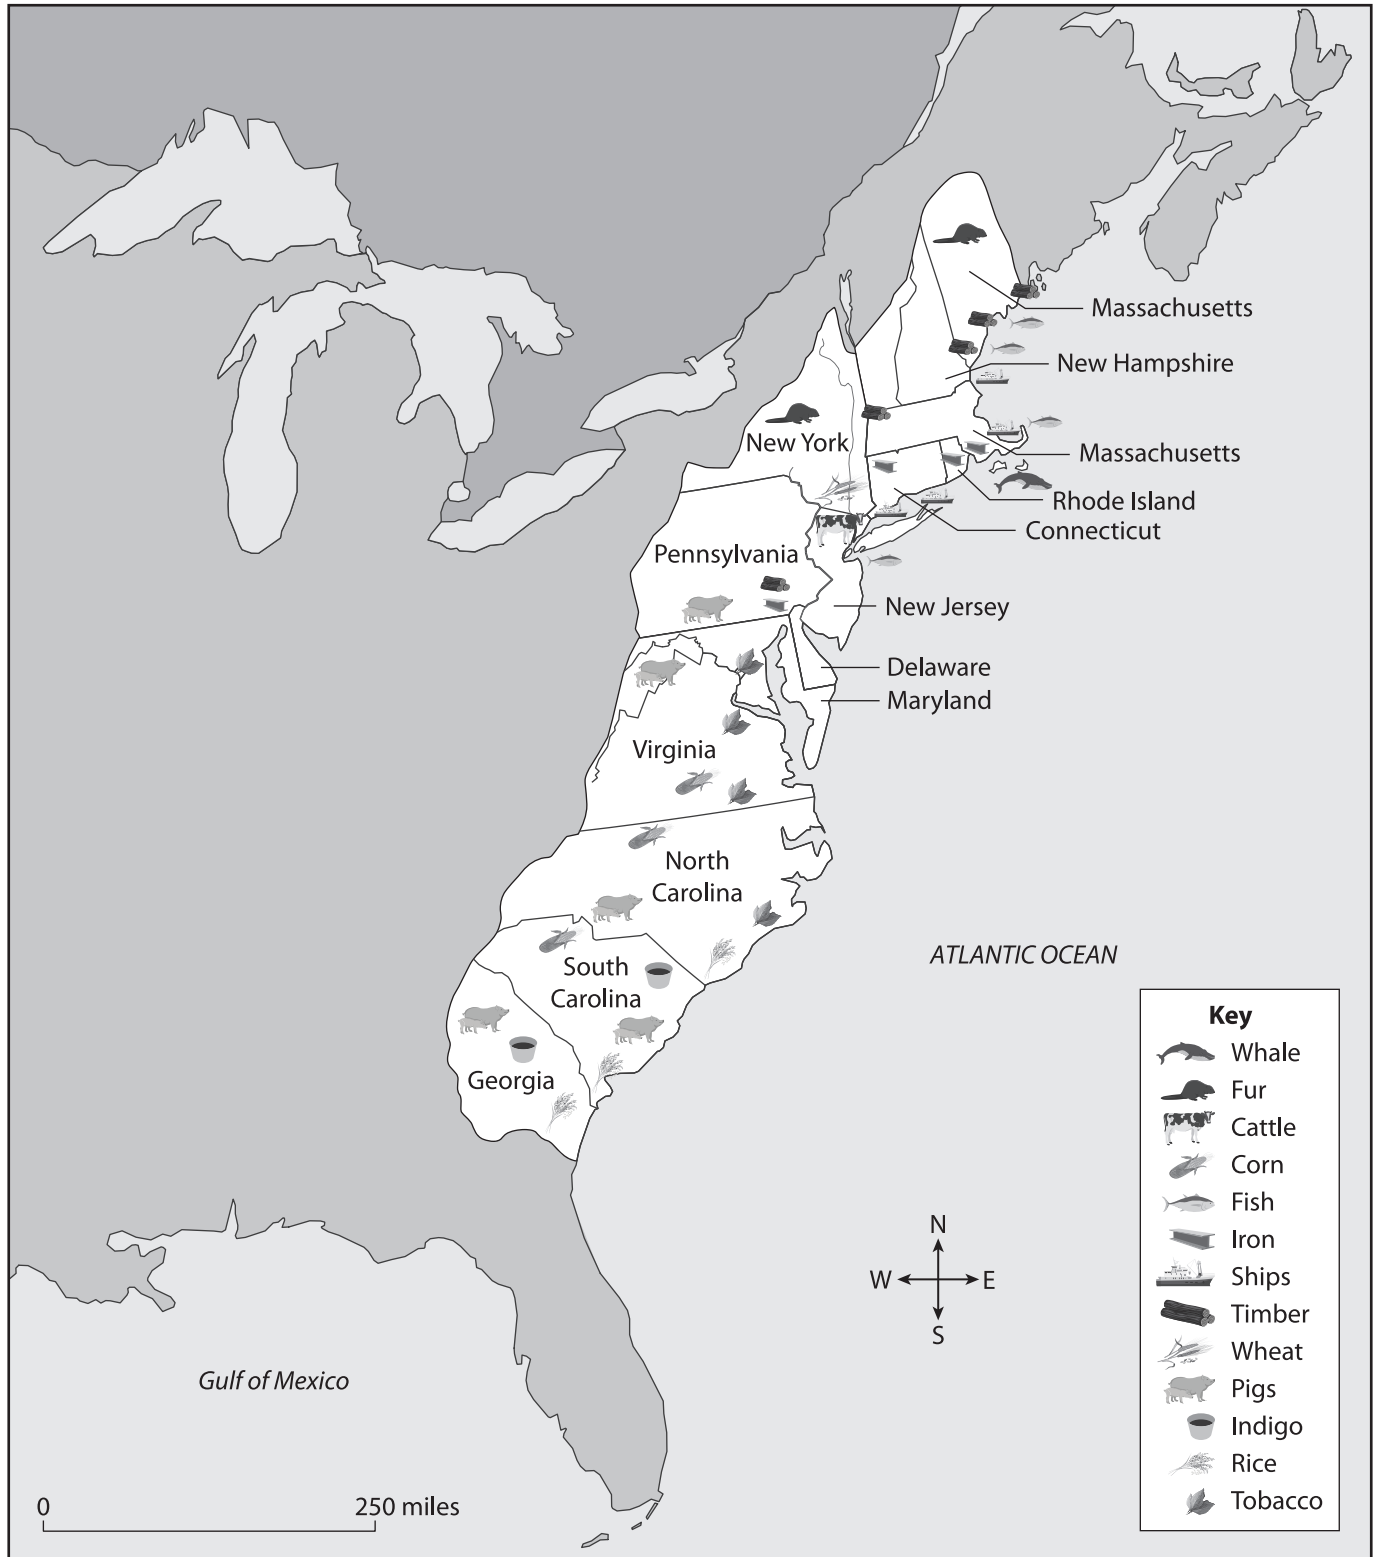 Massachusetts
New Hampshire
New York
Massachusetts
Rhode Island
Connecticut
Pennsylvania
New Jersey
Delaware
Maryland
Virginia
North
Carolina
ATLANTIC OCEAN
South
Carolina
Georgia
Key
Whale
Fur
Cattle
Corn
Fish
Iron
Ships
Timber
Wheat
Pigs
Indigo
Rice
Tobacco
N
W E
S
Gulf of Mexico
0 250 miles